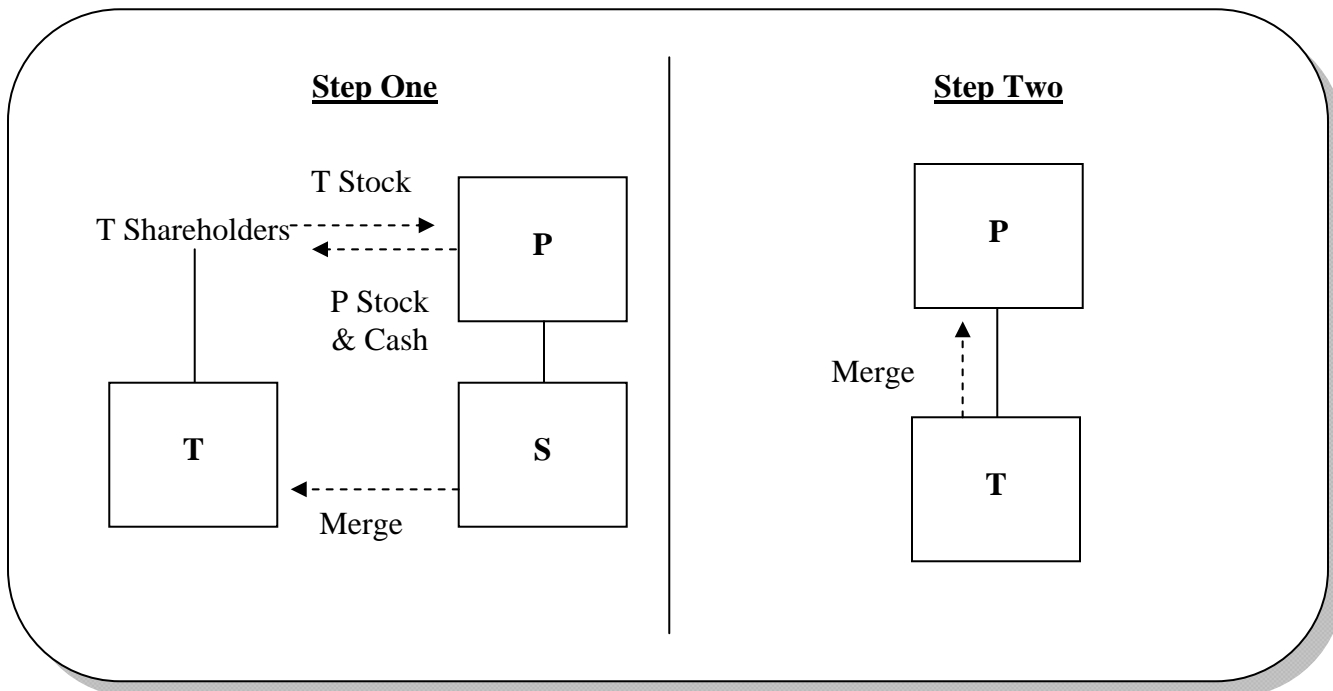 Step One
T Stock
T Shareholders
P
P Stock
& Cash
T
S
Merge
Step Two
P
Merge
T